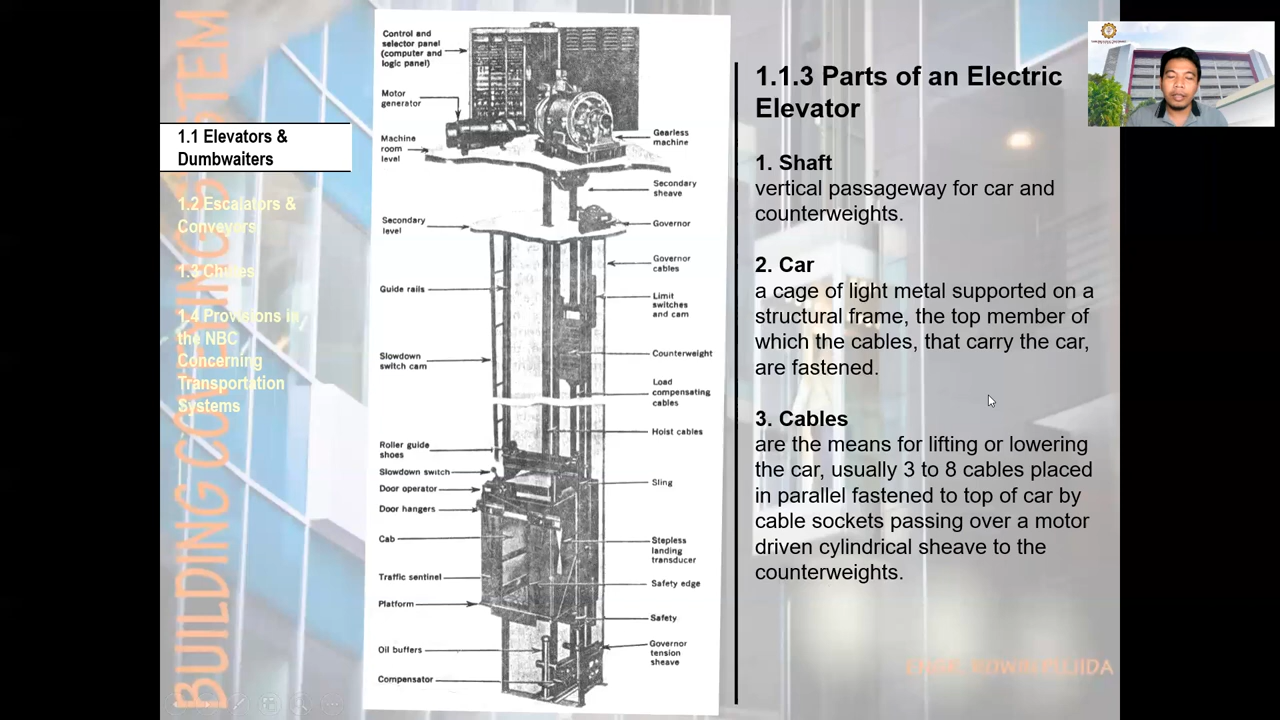 BUILDING CONVEYING SYSTEM
1.1 Elevators &
Dumbwaiters
1.2 Escalators &
Conveyors
1.3 Chutes
1.4 Provisions in
the NBC
Concerning
Transportation
Systems
Control and
selector panel
(computer and
logic panel)
Motor
generator
Machine
room
level
Secondary
level
Guide rails
Slowdown
switch cam
Roller guide
shoes
Slowdown switch
Door operator
Door hangers
Cab
Traffic sentinel
Platform
Oil buffers
Compensator
Gearless
machine
Secondary
sheave
Governor
Governor
cables
Limit
switches
and cam
Counterweight
Load
compensating
cables
Hoist cables
Sling
Stepless
landing
transducer
Safety edge
Safety
Governor
tension
sheave
1.1.3 Parts of an Electric
Elevator
1. Shaft
vertical passageway for car and
counterweights.
2. Car
a cage of light metal supported on a
structural frame, the top member of
which the cables, that carry the car,
are fastened.
3. Cables
are the means for lifting or lowering
the car, usually 3 to 8 cables placed
in parallel fastened to top of car by
cable sockets passing over a motor
driven cylindrical sheave to the
counterweights.